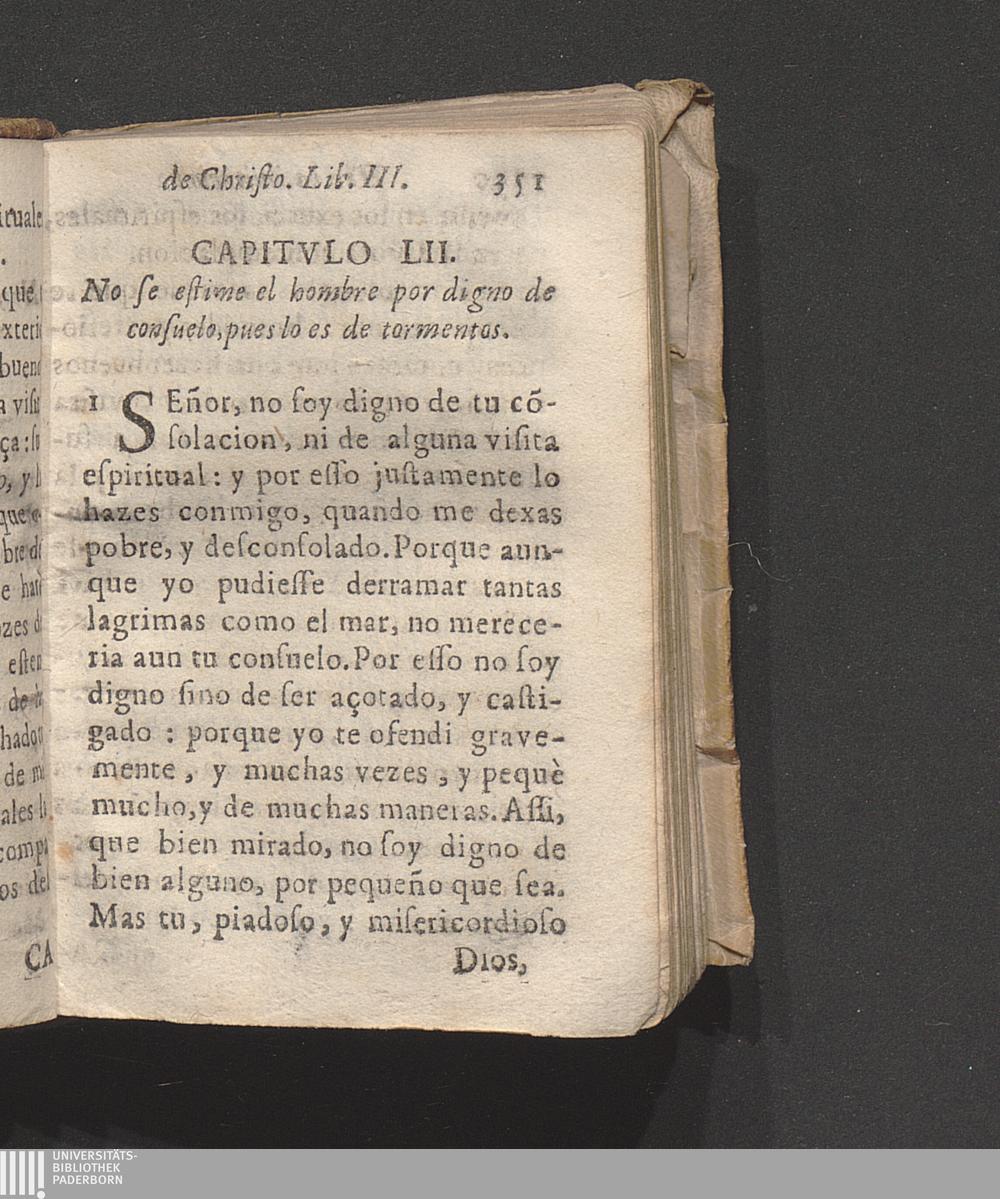 de Chriſto. Lib. III. 351
CAPITVLO LII.
No ſe eſtime el hombre por digno de
conſuelo, pues lo es de tormentos.
1 SEñor, no ſoy digno de tu cõ-
ſolacion, ni de alguna viſita
eſpiritual: y por eſſo juſtamente lo
hazes conmigo, quando me dexas
pobre, y deſconſolado. Porque aun-
que yo pudieſſe derramar tantas
lagrimas como el mar, no merece-
ria aun tu conſuelo. Por eſſo no ſoy
digno ſino de ſer açotado, y caſti-
gado : porque yo te ofendi grave-
mente, y muchas vezes, y pequè
mucho, y de muchas maneras. Aſſi,
que bien mirado, no ſoy digno de
bien alguno, por pequeño que ſea.
Mas tu, piadoſo, y miſericordioſo
Dios,
CA
UNIVERSITÄTS-
BIBLIOTHEK
PADERBORN